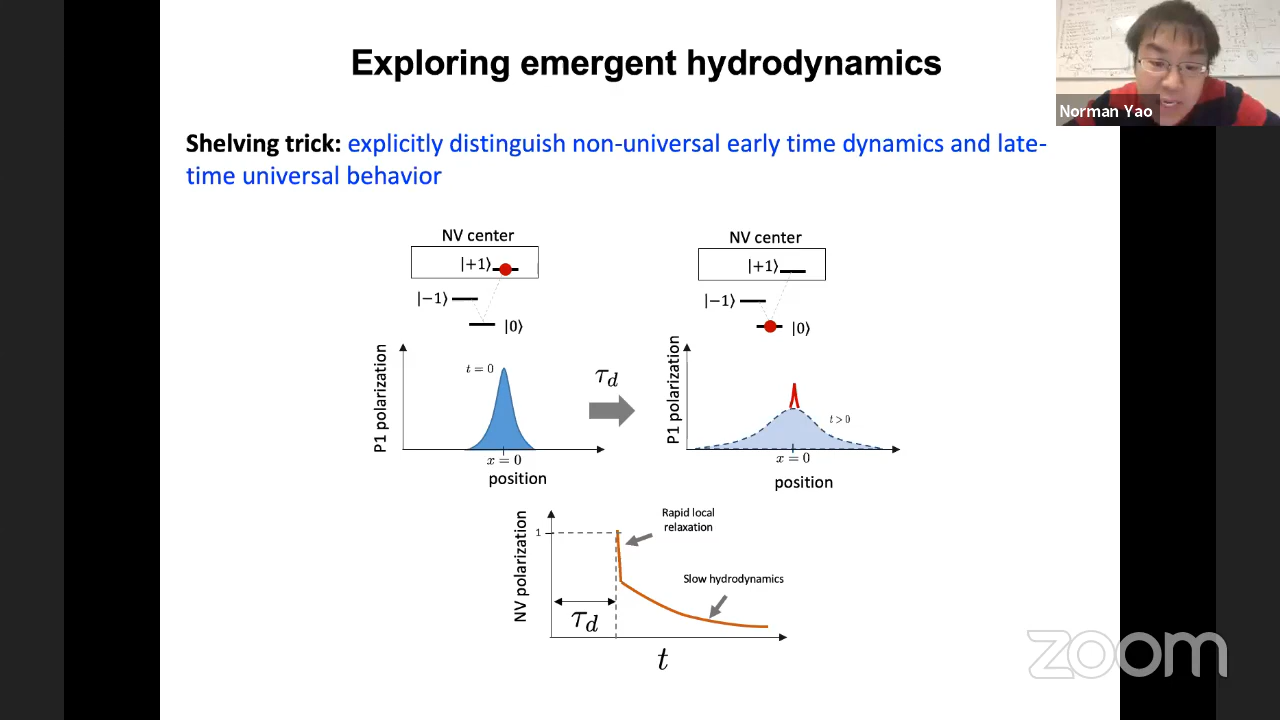 Exploring emergent hydrodynamics
Norman Yao
Shelving trick: explicitly distinguish non-universal early time dynamics and late-
time universal behavior
NV center
|+1⟩
|−1⟩
|0⟩
P1 polarization
t = 0
x = 0
position
τd
NV center
|+1⟩
|−1⟩
|0⟩
P1 polarization
t > 0
x = 0
position
NV polarization
1
Rapid local
relaxation
Slow hydrodynamics
τd
t
zoom